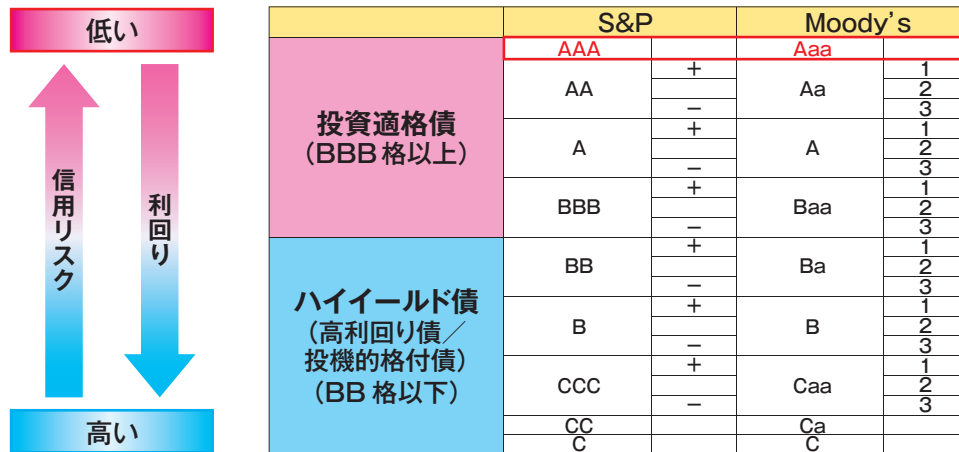 低い
信用リスク
利回り
高い
S&P Moody's
投資適格債
(BBB格以上)
AAA Aaa
AA + Aa 1
2
− 3
A + A 1
2
− 3
BBB + Baa 1
2
− 3
ハイイールド債
(高利回り債／
投機的格付債)
(BB格以下)
BB + Ba 1
2
− 3
B + B 1
2
− 3
CCC + Caa 1
2
− 3
CC Ca
C C